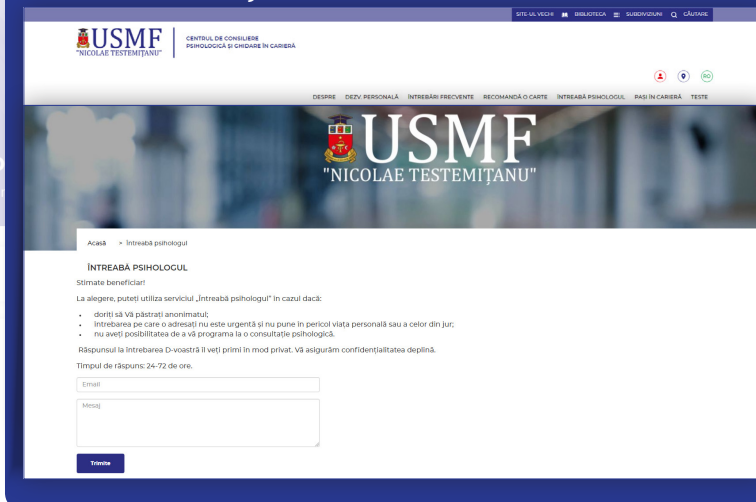 SITE-UL VECHI BIBLIOTECA SUBDIVIZIUNI CĂUTARE
USMF
"NICOLAE TESTEMIȚANU"
CENTRUL DE CONSILIERE
PSIHOLOGICĂ ȘI GHIDARE ÎN CARIERĂ
RO
DESPRE DEZV. PERSONALĂ ÎNTREBĂRI FRECVENTE RECOMANDĂ O CARTE ÎNTREABĂ PSIHOLOGUL PAȘI ÎN CARIERĂ TESTE
USMF
"NICOLAE TESTEMIȚANU"
Acasă > Întreabă psihologul
ÎNTREABĂ PSIHOLOGUL
Stimate beneficiar!
La alegere, puteți utiliza serviciul „Întreabă psihologul” în cazul dacă:
• doriți să Vă păstrați anonimatul;
• întrebarea pe care o adresați nu este urgentă și nu pune în pericol viața personală sau a celor din jur;
• nu aveți posibilitatea de a vă programa la o consultație psihologică.
Răspunsul la întrebarea D-voastră îl veți primi în mod privat. Vă asigurăm confidențialitatea deplină.
Timpul de răspuns: 24-72 de ore.
Email
Mesaj
Trimite